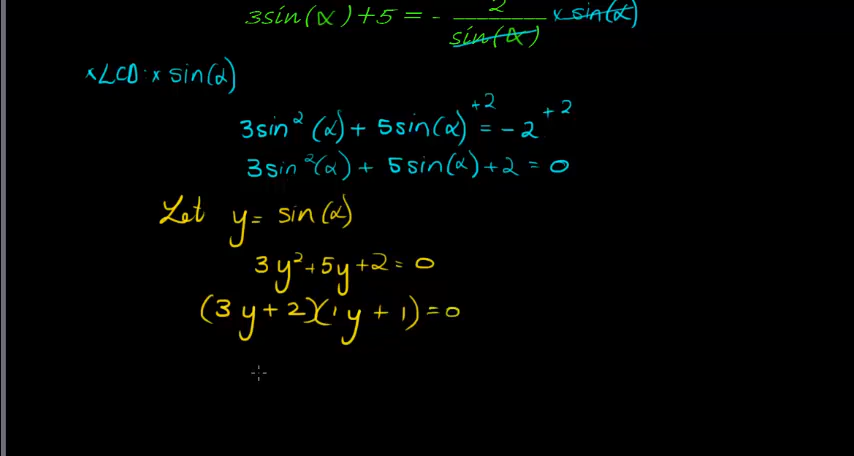 3sin(α)+5 = - 2/sin(α) × sin(α)
×LCD: × sin(α)
3sin²(α) + 5sin(α) +2 = -2 +2
3sin²(α) + 5sin(α) +2 = 0
Let y = sin(α)
3y² + 5y + 2 = 0
(3y + 2)(1y + 1) = 0